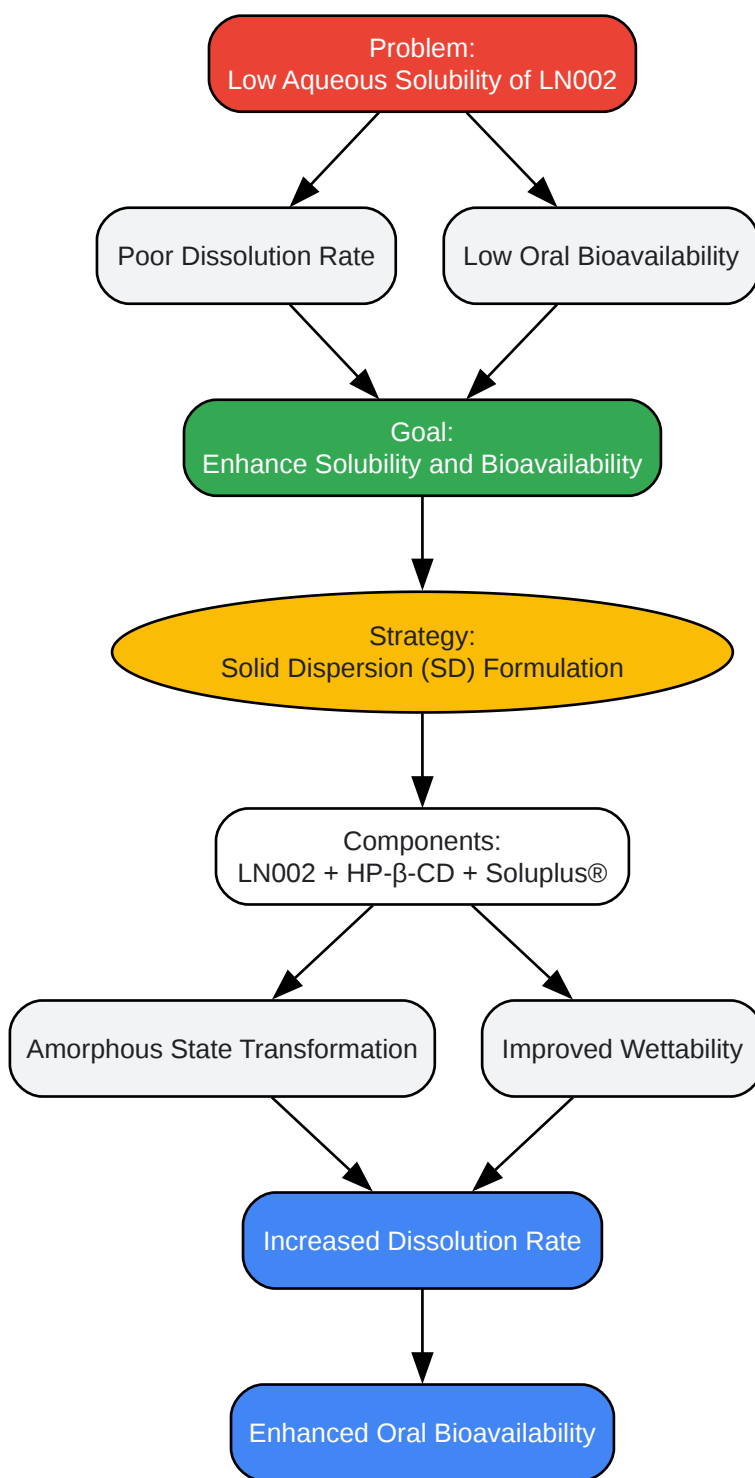 Problem:
Low Aqueous Solubility of LN002
Poor Dissolution Rate
Low Oral Bioavailability
Goal:
Enhance Solubility and Bioavailability
Strategy:
Solid Dispersion (SD) Formulation
Components:
LN002 + HP-β-CD + Soluplus®
Amorphous State Transformation
Improved Wettability
Increased Dissolution Rate
Enhanced Oral Bioavailability